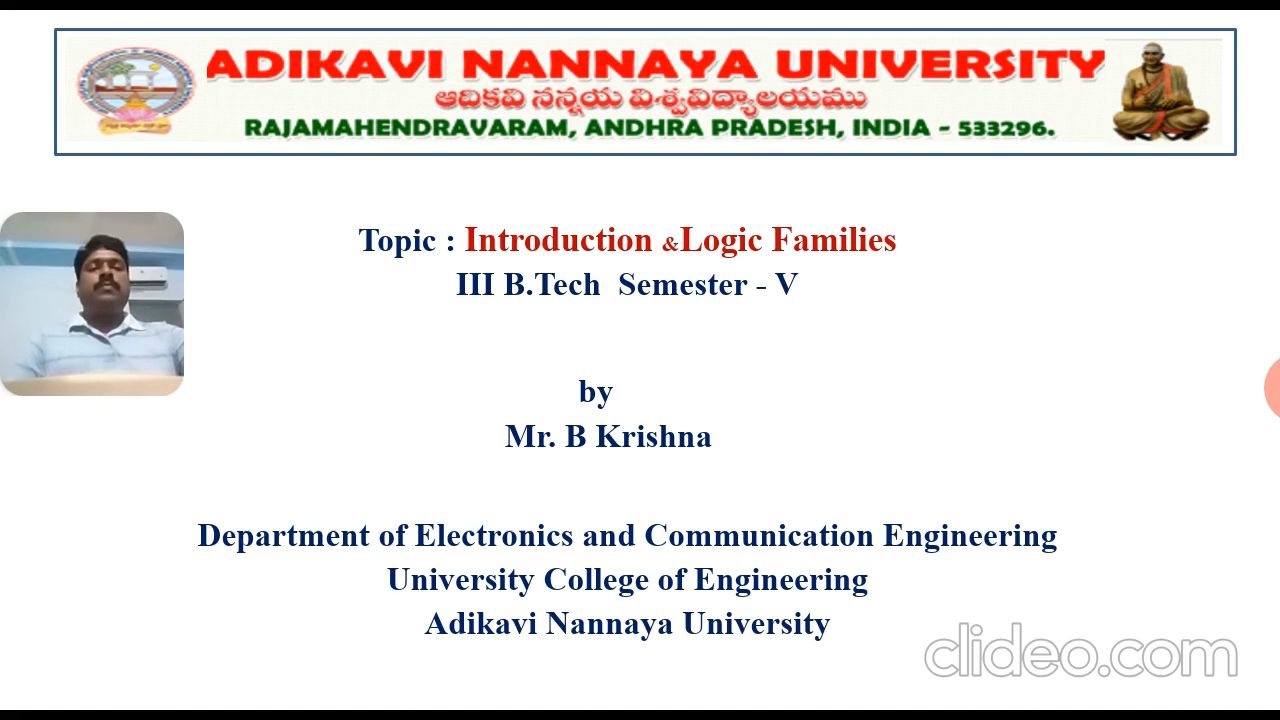 ADIKAVI NANNAYA UNIVERSITY
ఆదికవి నన్నయ విశ్వవిద్యాలయము
RAJAMAHENDRAVARAM, ANDHRA PRADESH, INDIA - 533296.
Topic : Introduction &Logic Families
III B.Tech Semester - V
by
Mr. B Krishna
Department of Electronics and Communication Engineering
University College of Engineering
Adikavi Nannaya University
clideo.com